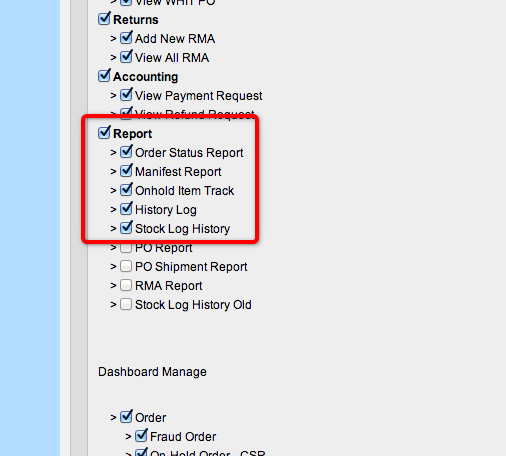 > View WHIT PO
Returns
> Add New RMA
> View All RMA
Accounting
> View Payment Request
> View Refund Request
Report
> Order Status Report
> Manifest Report
> Onhold Item Track
> History Log
> Stock Log History
> PO Report
> PO Shipment Report
> RMA Report
> Stock Log History Old
Dashboard Manage
> Order
> Fraud Order
> On-Hold Order - CSR